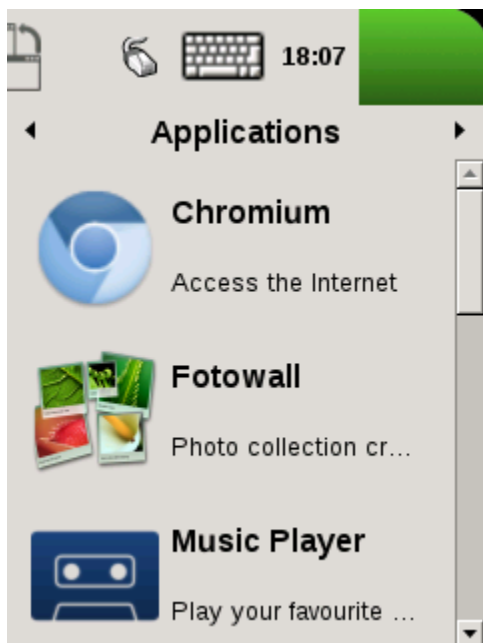 18:07
Applications
Chromium
Access the Internet
Fotowall
Photo collection cr...
Music Player
Play your favourite ...